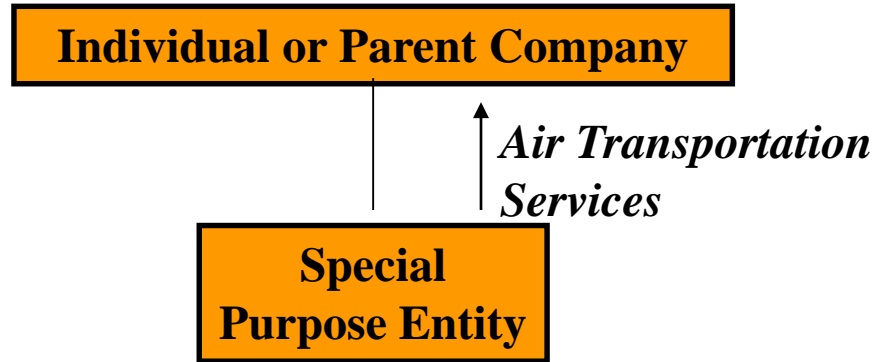 Individual or Parent Company
Air Transportation
Services
Special
Purpose Entity